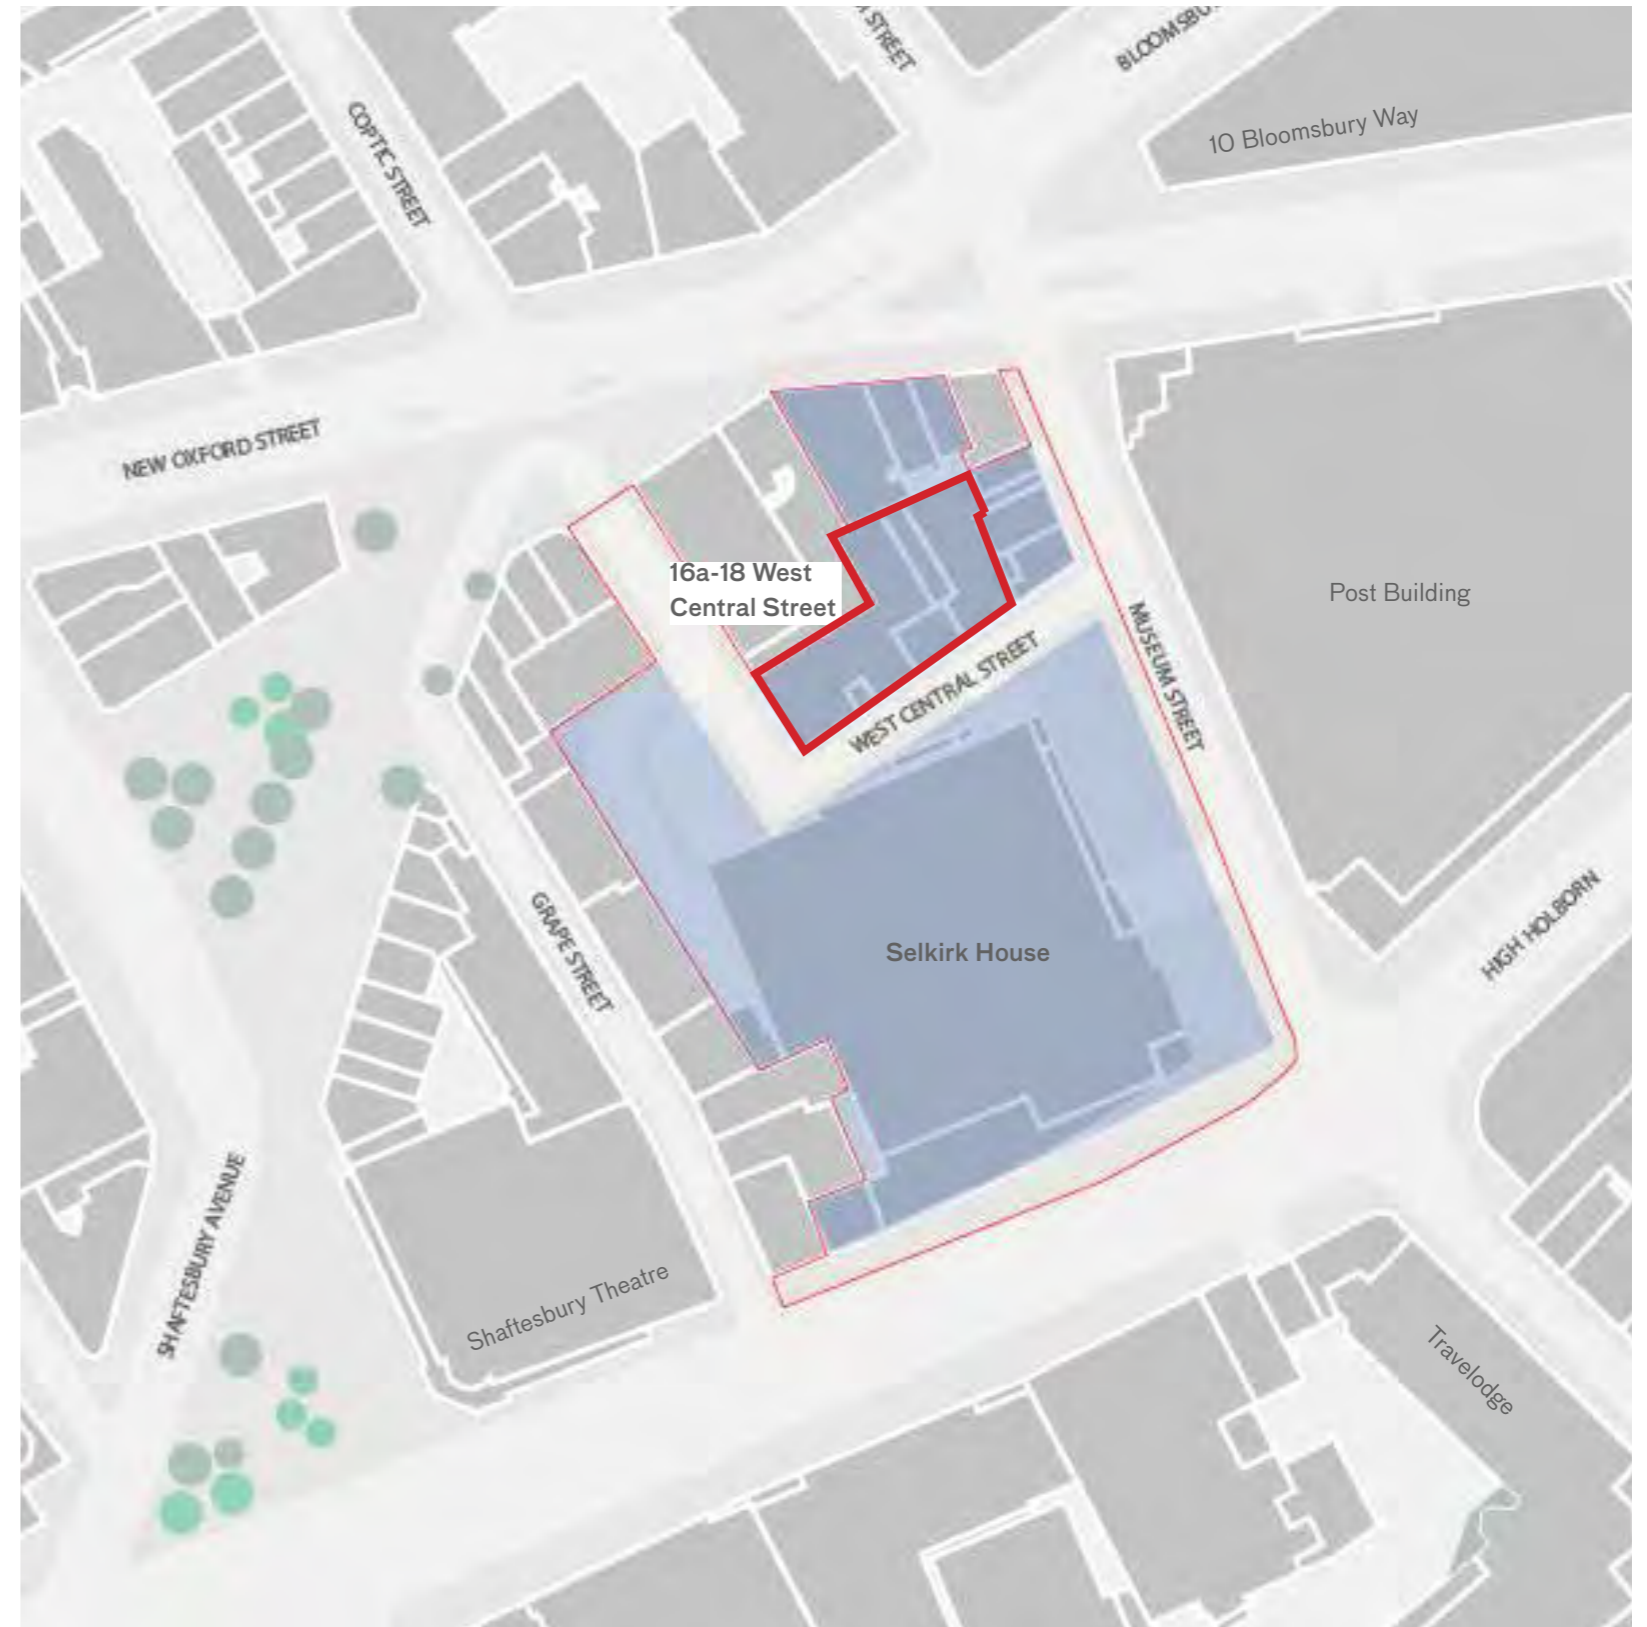 STREET
COPTIC STREET
10 Bloomsbury Way
NEW OXFORD STREET
16a-18 West
Central Street
Post Building
WEST CENTRAL STREET
MUSEUM STREET
HIGH HOLBORN
GRAPE STREET
Selkirk House
SHAFTESBURY AVENUE
Shaftesbury Theatre
Travelodge